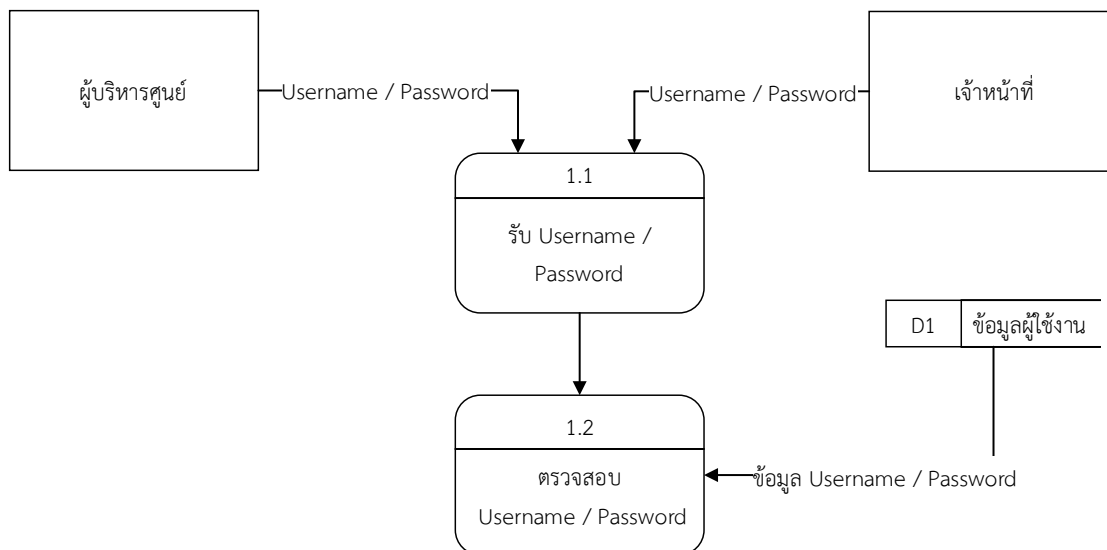 ผู้บริหารศูนย์
Username / Password
Username / Password
เจ้าหน้าที่
1.1
รับ Username /
Password
D1
ข้อมูลผู้ใช้งาน
1.2
ตรวจสอบ
Username / Password
ข้อมูล Username / Password